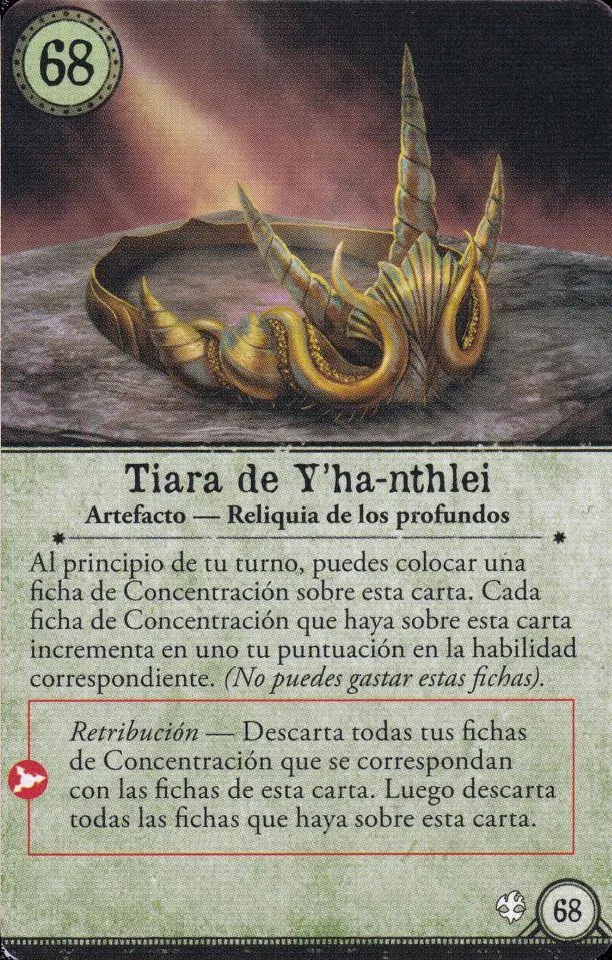 68
Tiara de Y'ha-nthlei
Artefacto — Reliquia de los profundos
Al principio de tu turno, puedes colocar una
ficha de Concentración sobre esta carta. Cada
ficha de Concentración que haya sobre esta carta
incrementa en uno tu puntuación en la habilidad
correspondiente. (No puedes gastar estas fichas).
Retribución — Descarta todas tus fichas
de Concentración que se correspondan
con las fichas de esta carta. Luego descarta
todas las fichas que haya sobre esta carta.
68